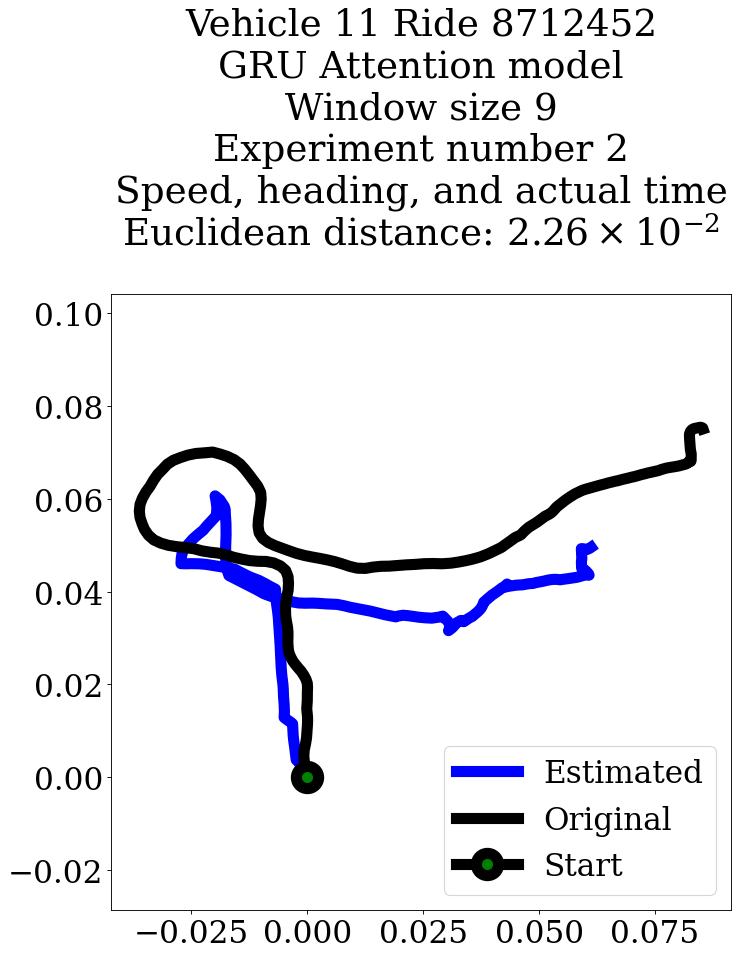 Vehicle 11 Ride 8712452
GRU Attention model
Window size 9
Experiment number 2
Speed, heading, and actual time
Euclidean distance: 2.26 × 10⁻²
0.10
0.08
0.06
0.04
0.02
0.00
−0.02
−0.025 0.000 0.025 0.050 0.075
Estimated
Original
Start